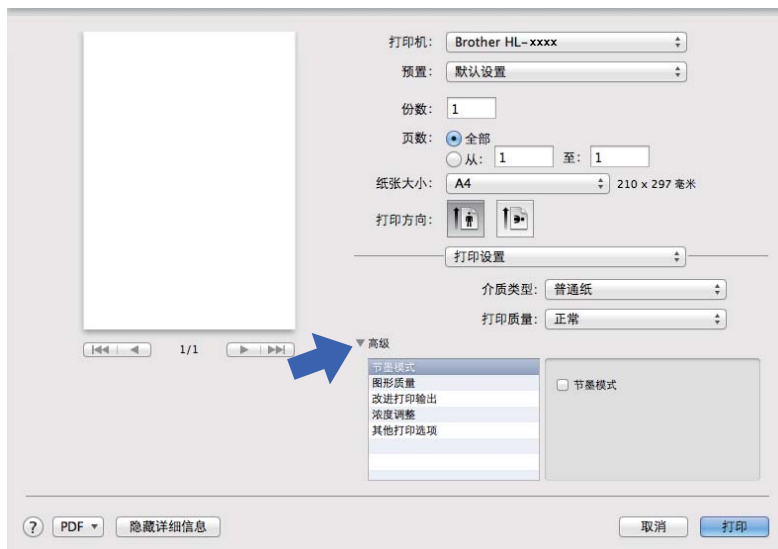 打印机: Brother HL-xxxx
预置: 默认设置
份数: 1
页数: 全部
从: 1 至: 1
纸张大小: A4 210 x 297 毫米
打印方向:
打印设置
介质类型: 普通纸
打印质量: 正常
1/1
高级
节墨模式
图形质量
改进打印输出
浓度调整
其他打印选项
节墨模式
? PDF 隐藏详细信息 取消 打印